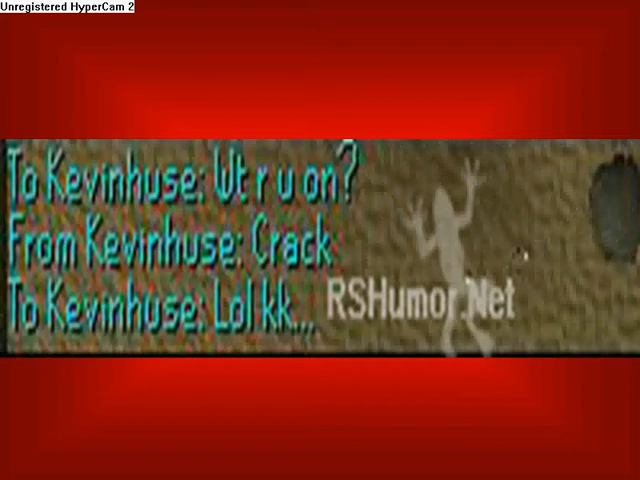 Unregistered HyperCam 2
To Kevinhuse: Wt r u on?
From Kevinhuse: Crack
To Kevinhuse: Lol kk...
RSHumor.Net